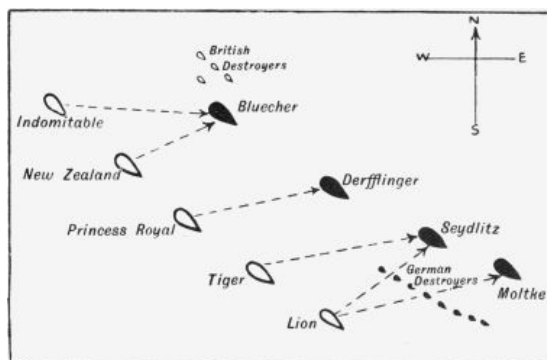 British
Destroyers
N
W
E
S
Bluecher
Indomitable
New Zealand
Derfflinger
Princess Royal
Seydlitz
Tiger
German
Destroyers
Moltke
Lion